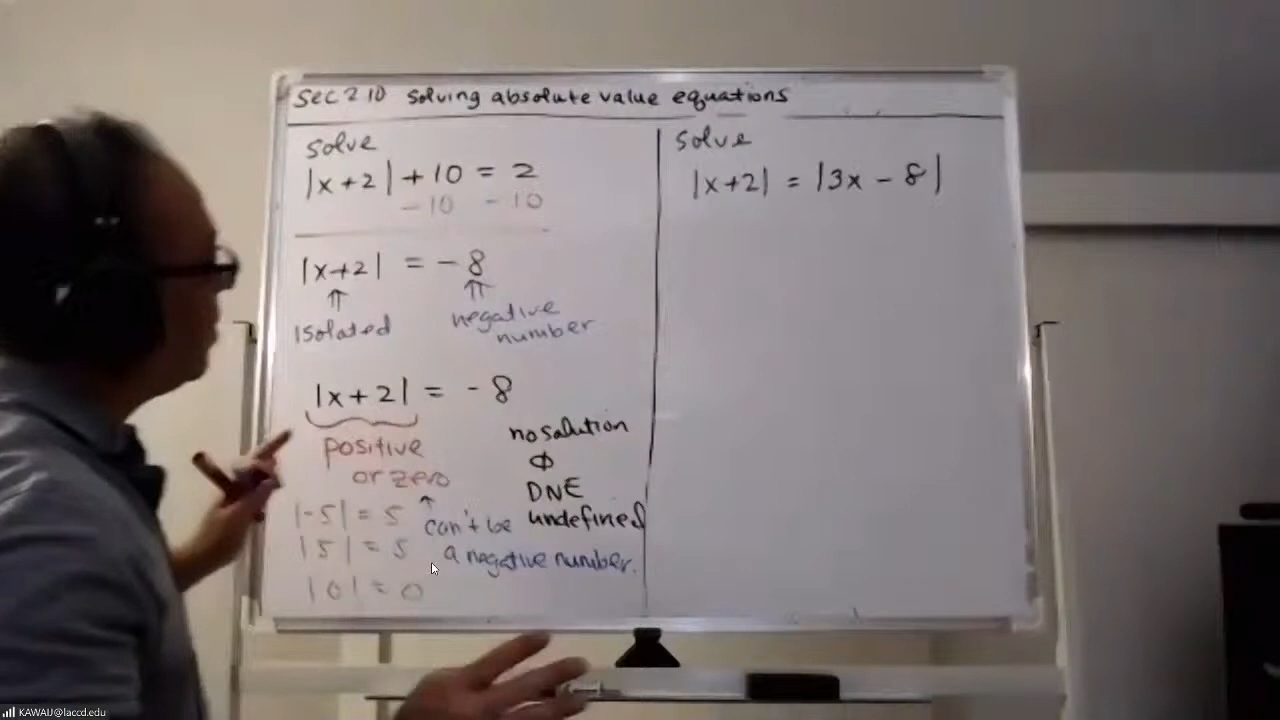 Sec 2 10 solving absolute value equations
solve
|x+2| + 10 = 2
-10 -10
|x+2| = -8
⇑ ⇑
isolated negative
number
|x+2| = -8
positive
or zero
|-5| = 5
|5| = 5
|0| = 0
↑
can't be
a negative number.
no solution
∅
DNE
undefined
solve
|x+2| = |3x - 8|
KAWAIJ@laccd.edu